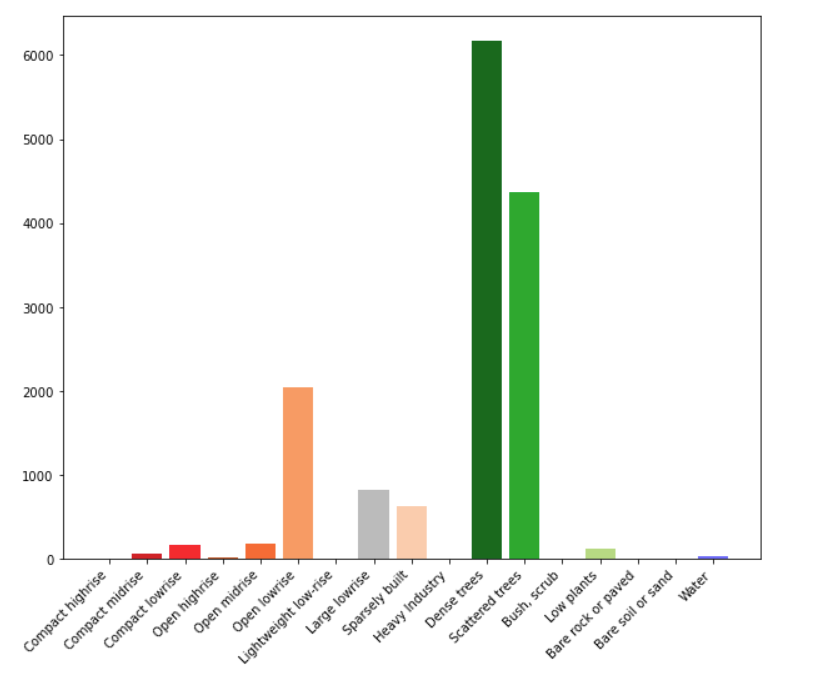 6000
5000
4000
3000
2000
1000
0
Compact highrise
Compact midrise
Compact lowrise
Open highrise
Open midrise
Open lowrise
Lightweight low-rise
Large lowrise
Sparsely built
Heavy Industry
Dense trees
Scattered trees
Bush, scrub
Low plants
Bare rock or paved
Bare soil or sand
Water